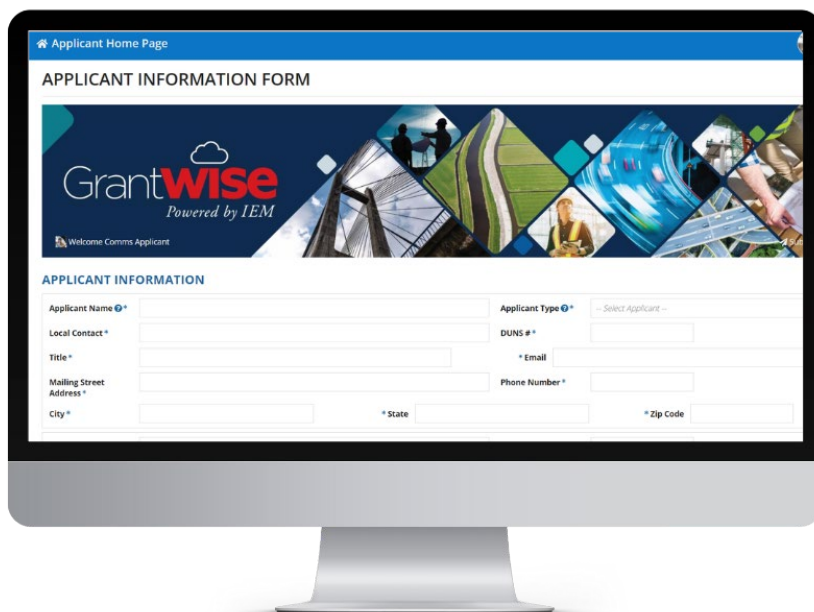 Applicant Home Page
APPLICANT INFORMATION FORM
GrantWISE
Powered by IEM
Welcome Comms Applicant
APPLICANT INFORMATION
Applicant Name ?* Applicant Type ?* -- Select Applicant --
Local Contact * DUNS # *
Title * * Email
Mailing Street Phone Number *
Address *
City * * State * Zip Code